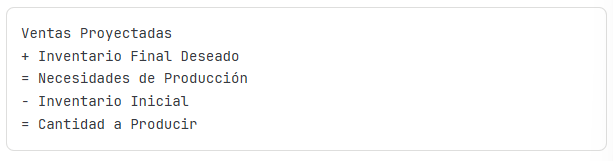 Ventas Proyectadas
+ Inventario Final Deseado
= Necesidades de Producción
- Inventario Inicial
= Cantidad a Producir